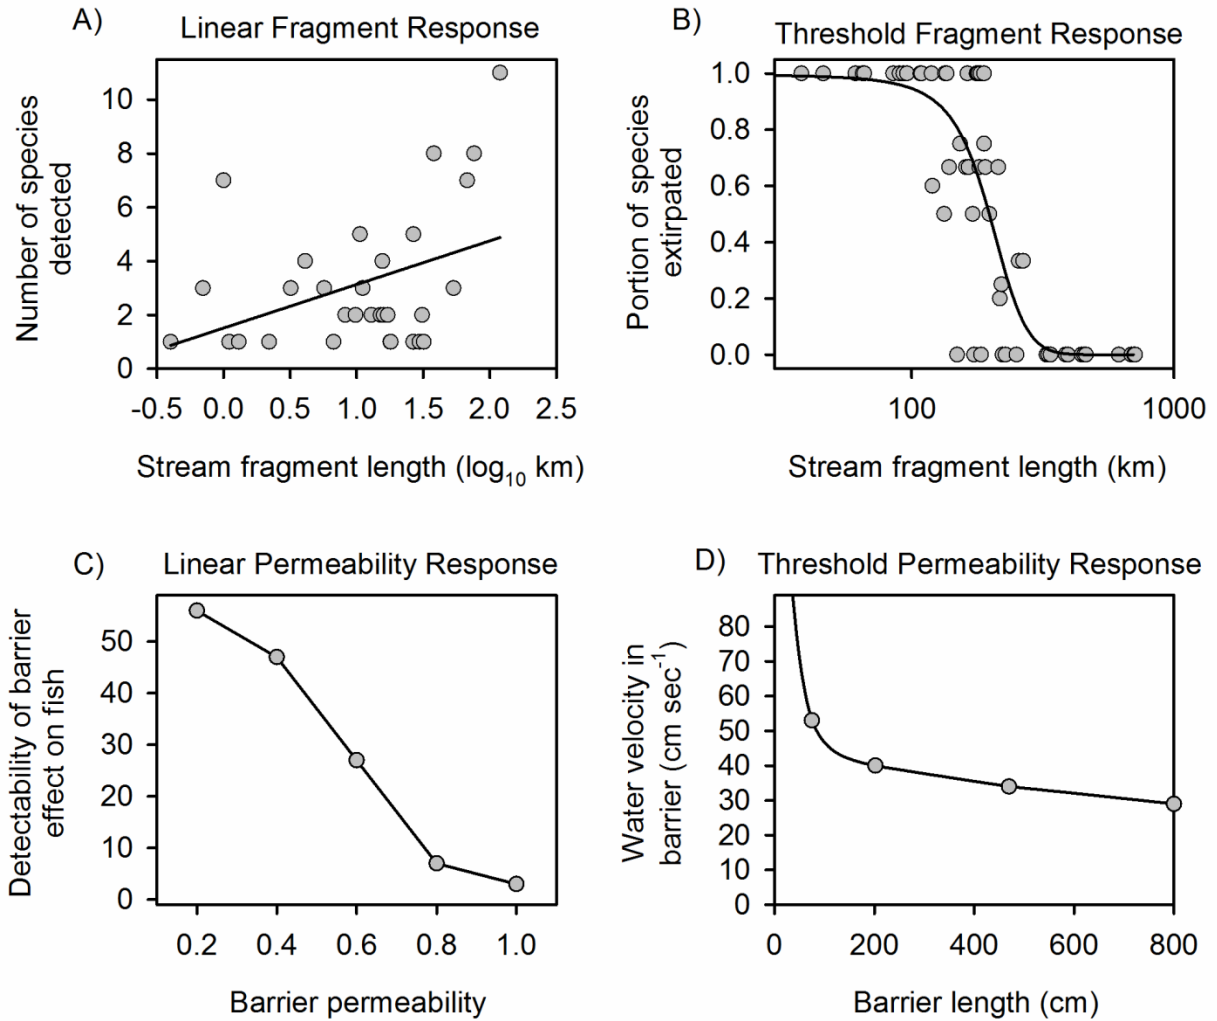 A)
Linear Fragment Response
Number of species
detected
10
8
6
4
2
0
-0.5 0.0 0.5 1.0 1.5 2.0 2.5
Stream fragment length (log10 km)
B)
Threshold Fragment Response
Portion of species
extirpated
1.0
0.8
0.6
0.4
0.2
0.0
100 1000
Stream fragment length (km)
C)
Linear Permeability Response
Detectability of barrier
effect on fish
50
40
30
20
10
0
0.2 0.4 0.6 0.8 1.0
Barrier permeability
D)
Threshold Permeability Response
Water velocity in
barrier (cm sec-1)
80
70
60
50
40
30
20
10
0
0 200 400 600 800
Barrier length (cm)